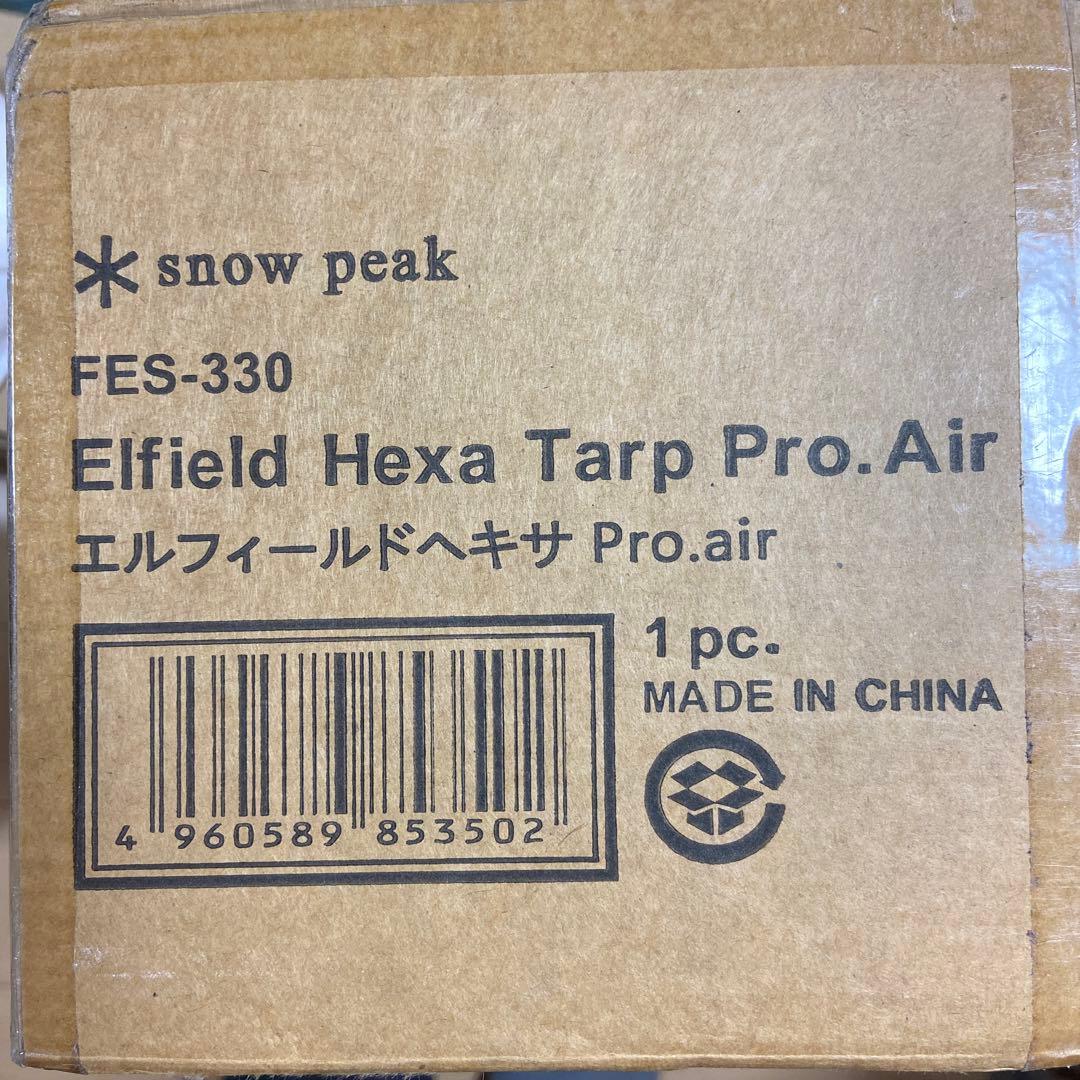 snow peak
FES-330
Elfield Hexa Tarp Pro.Air
エルフィールドヘキサ Pro.air
1 pc.
MADE IN CHINA
4 960589 853502